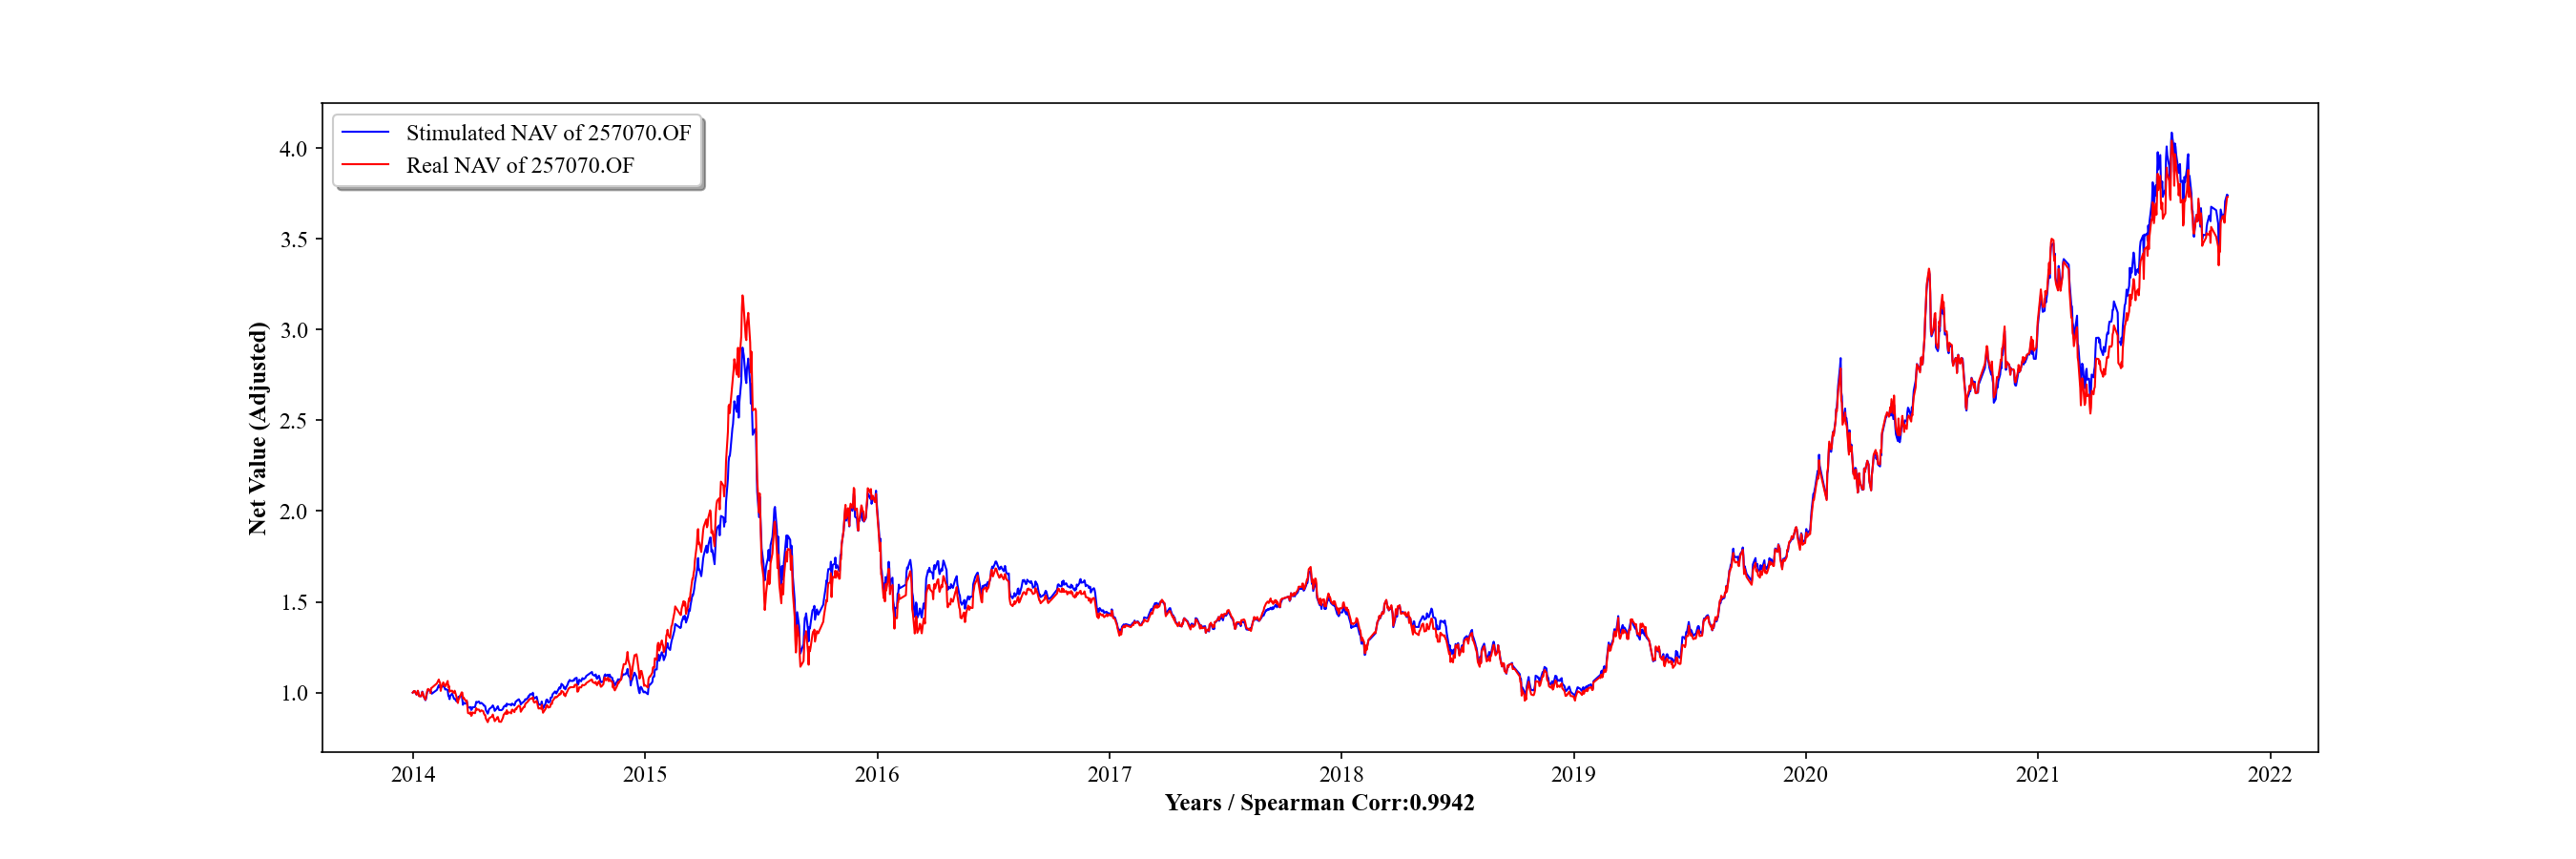 Stimulated NAV of 257070.OF
Real NAV of 257070.OF
Net Value (Adjusted)
4.0
3.5
3.0
2.5
2.0
1.5
1.0
2014 2015 2016 2017 2018 2019 2020 2021 2022
Years / Spearman Corr:0.9942